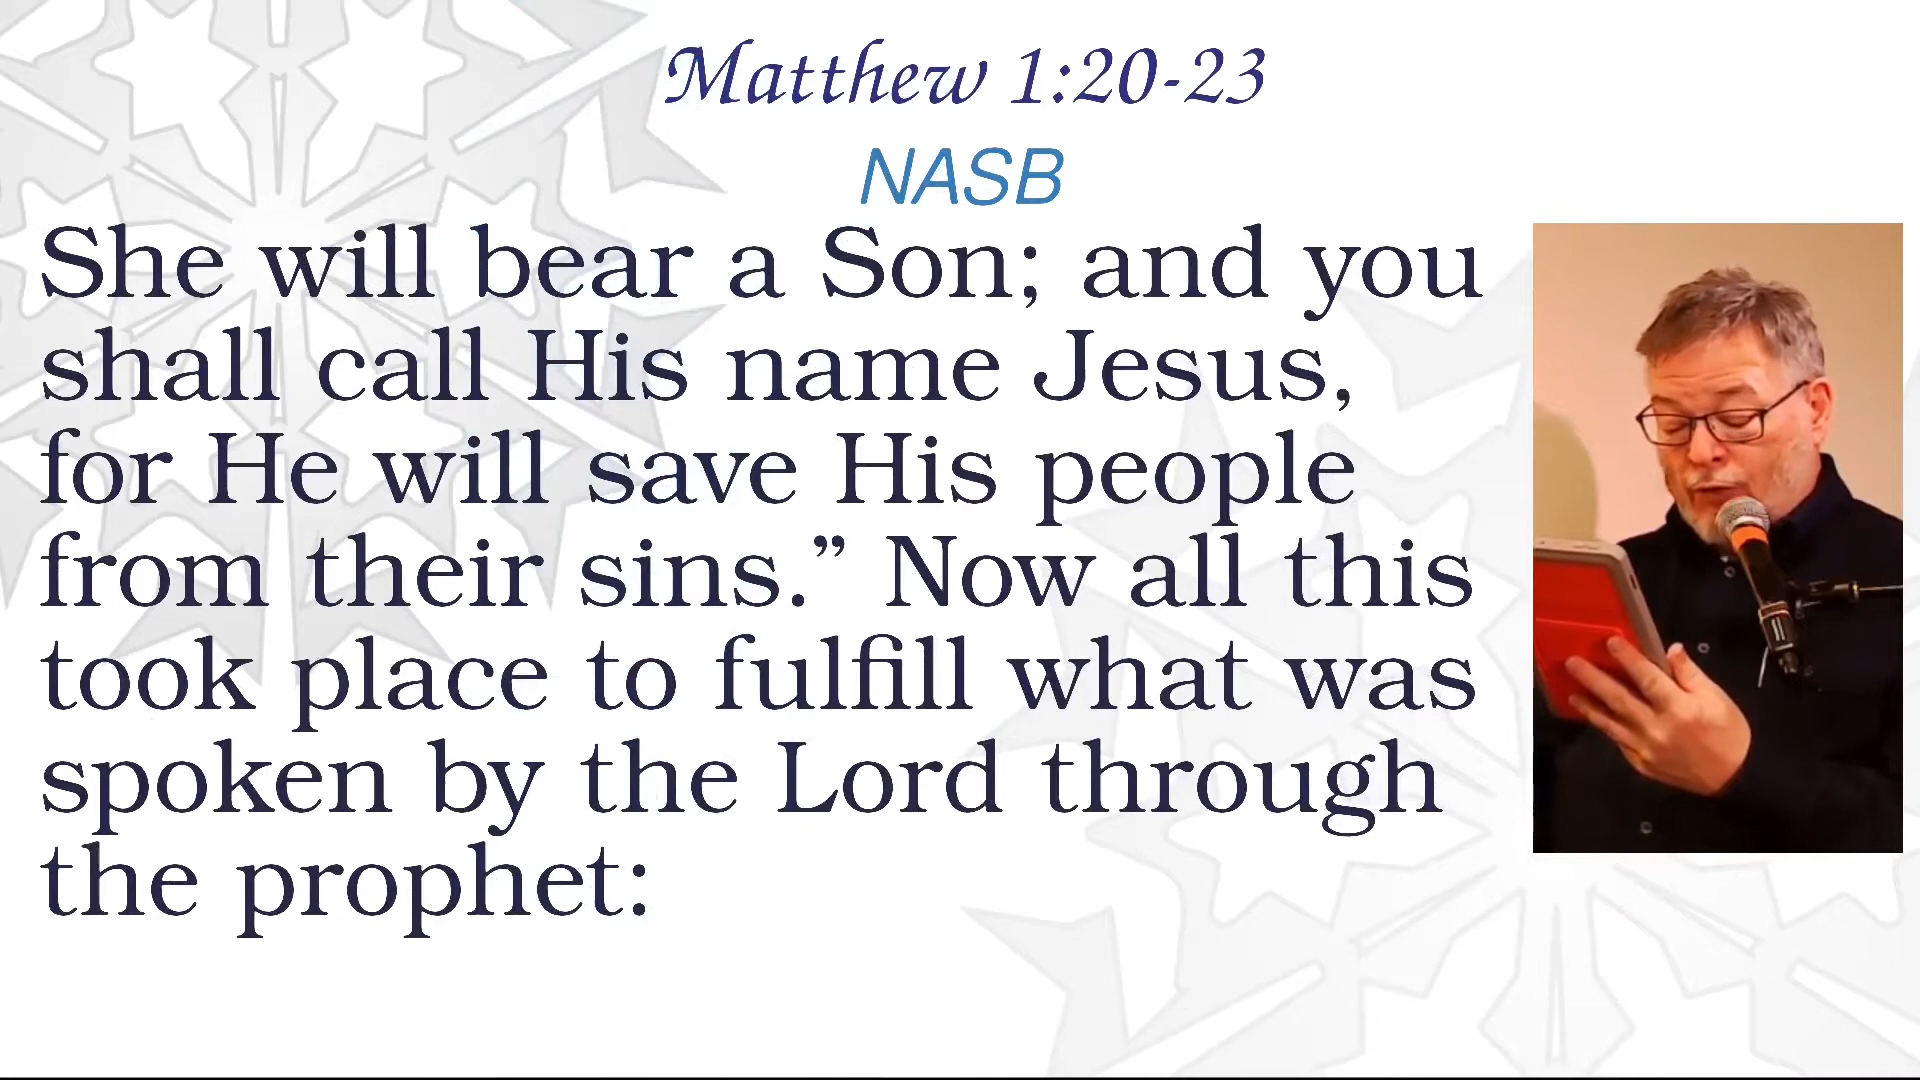 Matthew 1:20-23
NASB
She will bear a Son; and you
shall call His name Jesus,
for He will save His people
from their sins.” Now all this
took place to fulfill what was
spoken by the Lord through
the prophet: